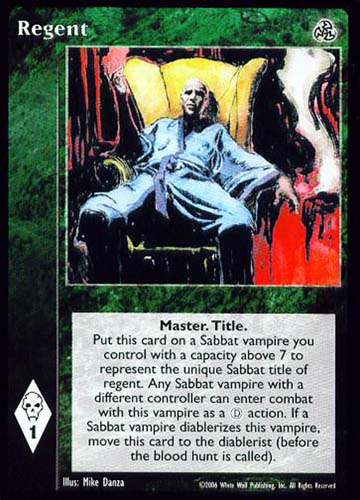 Regent
Master. Title.
Put this card on a Sabbat vampire you
control with a capacity above 7 to
represent the unique Sabbat title of
regent. Any Sabbat vampire with a
different controller can enter combat
with this vampire as a Ⓓ action. If a
Sabbat vampire diablerizes this vampire,
move this card to the diablerist (before
the blood hunt is called).
1
Illus: Mike Danza
©2006 White Wolf Publishing, Inc. All Rights Reserved